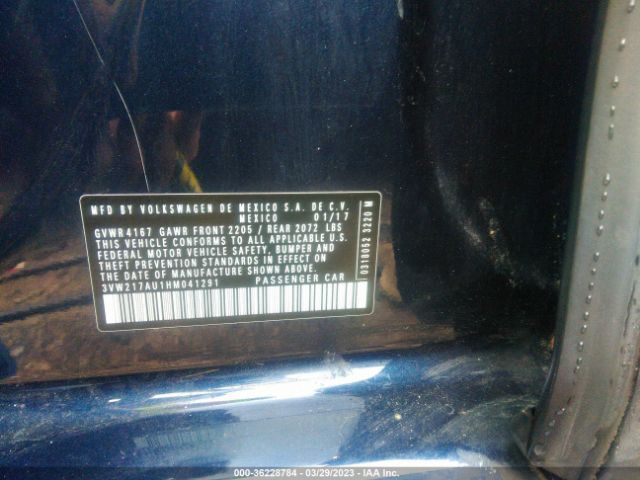 MFD BY VOLKSWAGEN DE MEXICO S.A. DE C.V.
MEXICO 01/17
GVWR4167 GAWR FRONT 2205 / REAR 2072 LBS
THIS VEHICLE CONFORMS TO ALL APPLICABLE U.S.
FEDERAL MOTOR VEHICLE SAFETY, BUMPER AND
THEFT PREVENTION STANDARDS IN EFFECT ON
THE DATE OF MANUFACTURE SHOWN ABOVE.
3VW217AU1HM041291 PASSENGER CAR
0310052 3220 M
000-36228784 — 03/29/2023 — IAA Inc.